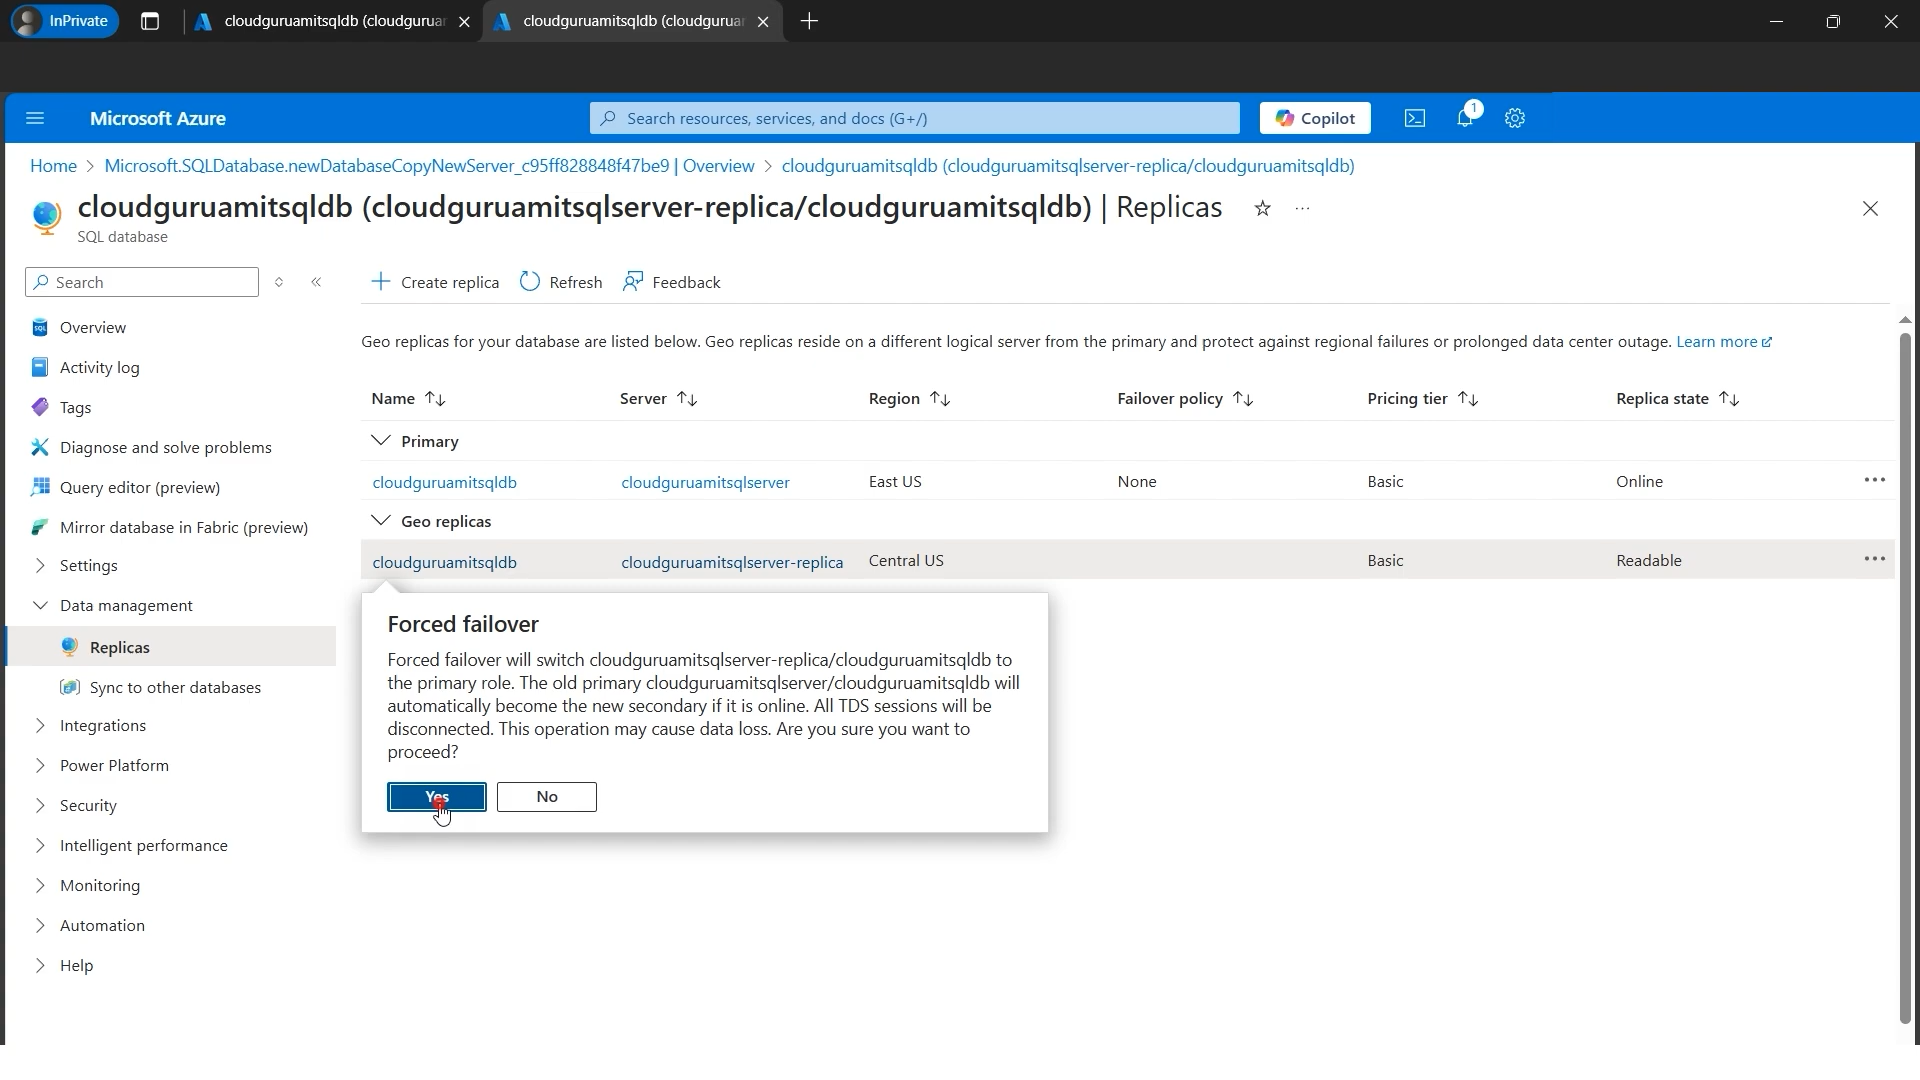 InPrivate
cloudguruamitsqldb (cloudguruar
cloudguruamitsqldb (cloudgurua
Microsoft Azure
Search resources, services, and docs (G+/)
Copilot
1
Home > Microsoft.SQLDatabase.newDatabaseCopyNewServer_c95ff828848f47be9 | Overview > cloudguruamitsqldb (cloudguruamitsqlserver-replica/cloudguruamitsqldb)
cloudguruamitsqldb (cloudguruamitsqlserver-replica/cloudguruamitsqldb) | Replicas
SQL database
Search
Create replica
Refresh
Feedback
Overview
Activity log
Tags
Diagnose and solve problems
Query editor (preview)
Mirror database in Fabric (preview)
Settings
Data management
Replicas
Sync to other databases
Integrations
Power Platform
Security
Intelligent performance
Monitoring
Automation
Help
Geo replicas for your database are listed below. Geo replicas reside on a different logical server from the primary and protect against regional failures or prolonged data center outage. Learn more
Name Server Region Failover policy Pricing tier Replica state
Primary
cloudguruamitsqldb cloudguruamitsqlserver East US None Basic Online
Geo replicas
cloudguruamitsqldb cloudguruamitsqlserver-replica Central US Basic Readable
Forced failover
Forced failover will switch cloudguruamitsqlserver-replica/cloudguruamitsqldb to
the primary role. The old primary cloudguruamitsqlserver/cloudguruamitsqldb will
automatically become the new secondary if it is online. All TDS sessions will be
disconnected. This operation may cause data loss. Are you sure you want to
proceed?
Yes No